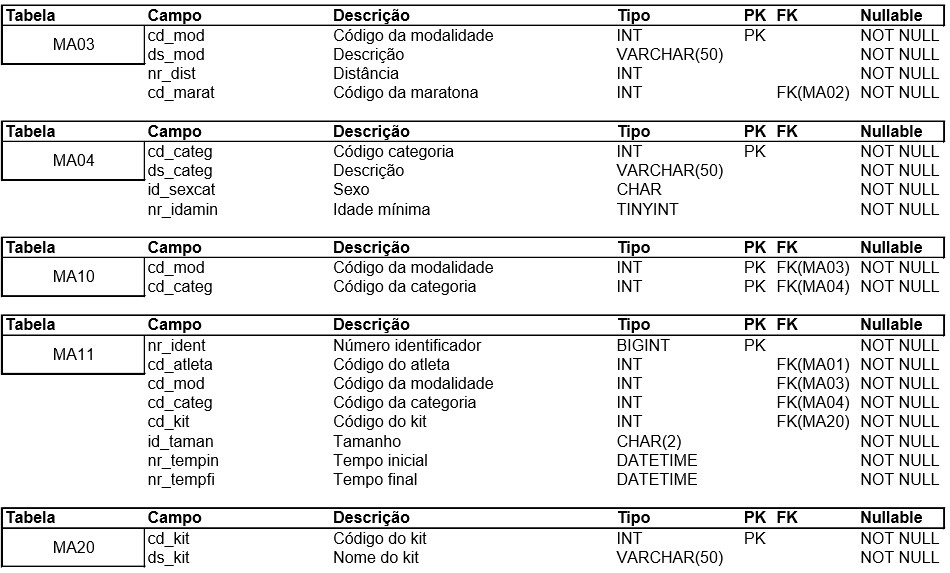 Tabela Campo Descrição Tipo PK FK Nullable
MA03 cd_mod Código da modalidade INT PK NOT NULL
ds_mod Descrição VARCHAR(50) NOT NULL
nr_dist Distância INT NOT NULL
cd_marat Código da maratona INT FK(MA02) NOT NULL
Tabela Campo Descrição Tipo PK FK Nullable
MA04 cd_categ Código categoria INT PK NOT NULL
ds_categ Descrição VARCHAR(50) NOT NULL
id_sexcat Sexo CHAR NOT NULL
nr_idamin Idade mínima TINYINT NOT NULL
Tabela Campo Descrição Tipo PK FK Nullable
MA10 cd_mod Código da modalidade INT PK FK(MA03) NOT NULL
cd_categ Código da categoria INT PK FK(MA04) NOT NULL
Tabela Campo Descrição Tipo PK FK Nullable
MA11 nr_ident Número identificador BIGINT PK NOT NULL
cd_atleta Código do atleta INT FK(MA01) NOT NULL
cd_mod Código da modalidade INT FK(MA03) NOT NULL
cd_categ Código da categoria INT FK(MA04) NOT NULL
cd_kit Código do kit INT FK(MA20) NOT NULL
id_taman Tamanho CHAR(2) NOT NULL
nr_tempin Tempo inicial DATETIME NOT NULL
nr_tempfi Tempo final DATETIME NOT NULL
Tabela Campo Descrição Tipo PK FK Nullable
MA20 cd_kit Código do kit INT PK NOT NULL
ds_kit Nome do kit VARCHAR(50) NOT NULL